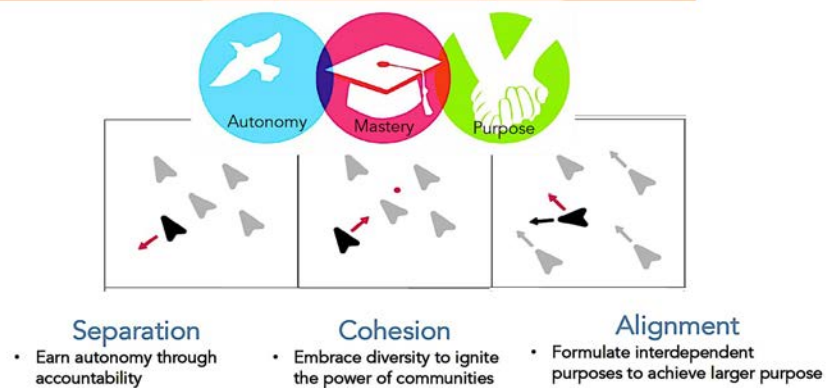 Autonomy
Mastery
Purpose
Separation
• Earn autonomy through
accountability
Cohesion
• Embrace diversity to ignite
the power of communities
Alignment
• Formulate interdependent
purposes to achieve larger purpose